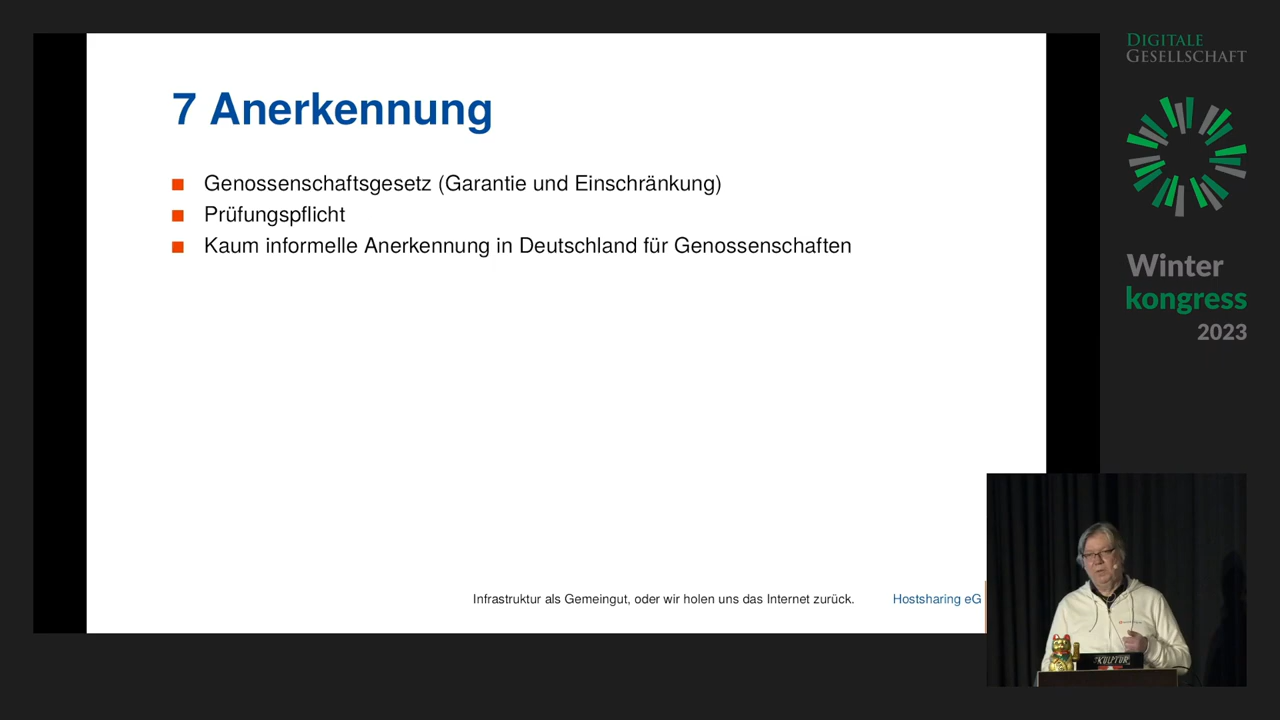 7 Anerkennung
Genossenschaftsgesetz (Garantie und Einschränkung)
Prüfungspflicht
Kaum informelle Anerkennung in Deutschland für Genossenschaften
Infrastruktur als Gemeingut, oder wir holen uns das Internet zurück. Hostsharing eG
DIGITALE
GESELLSCHAFT
Winter
kongress
2023
KULTUR